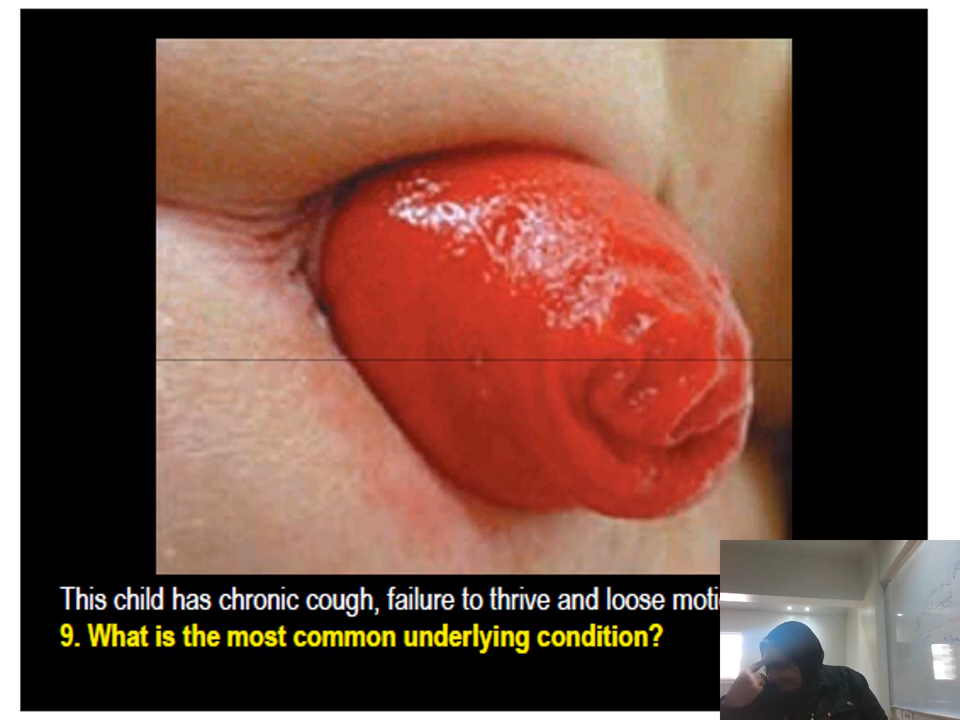 This child has chronic cough, failure to thrive and loose
9. What is the most common underlying condition?